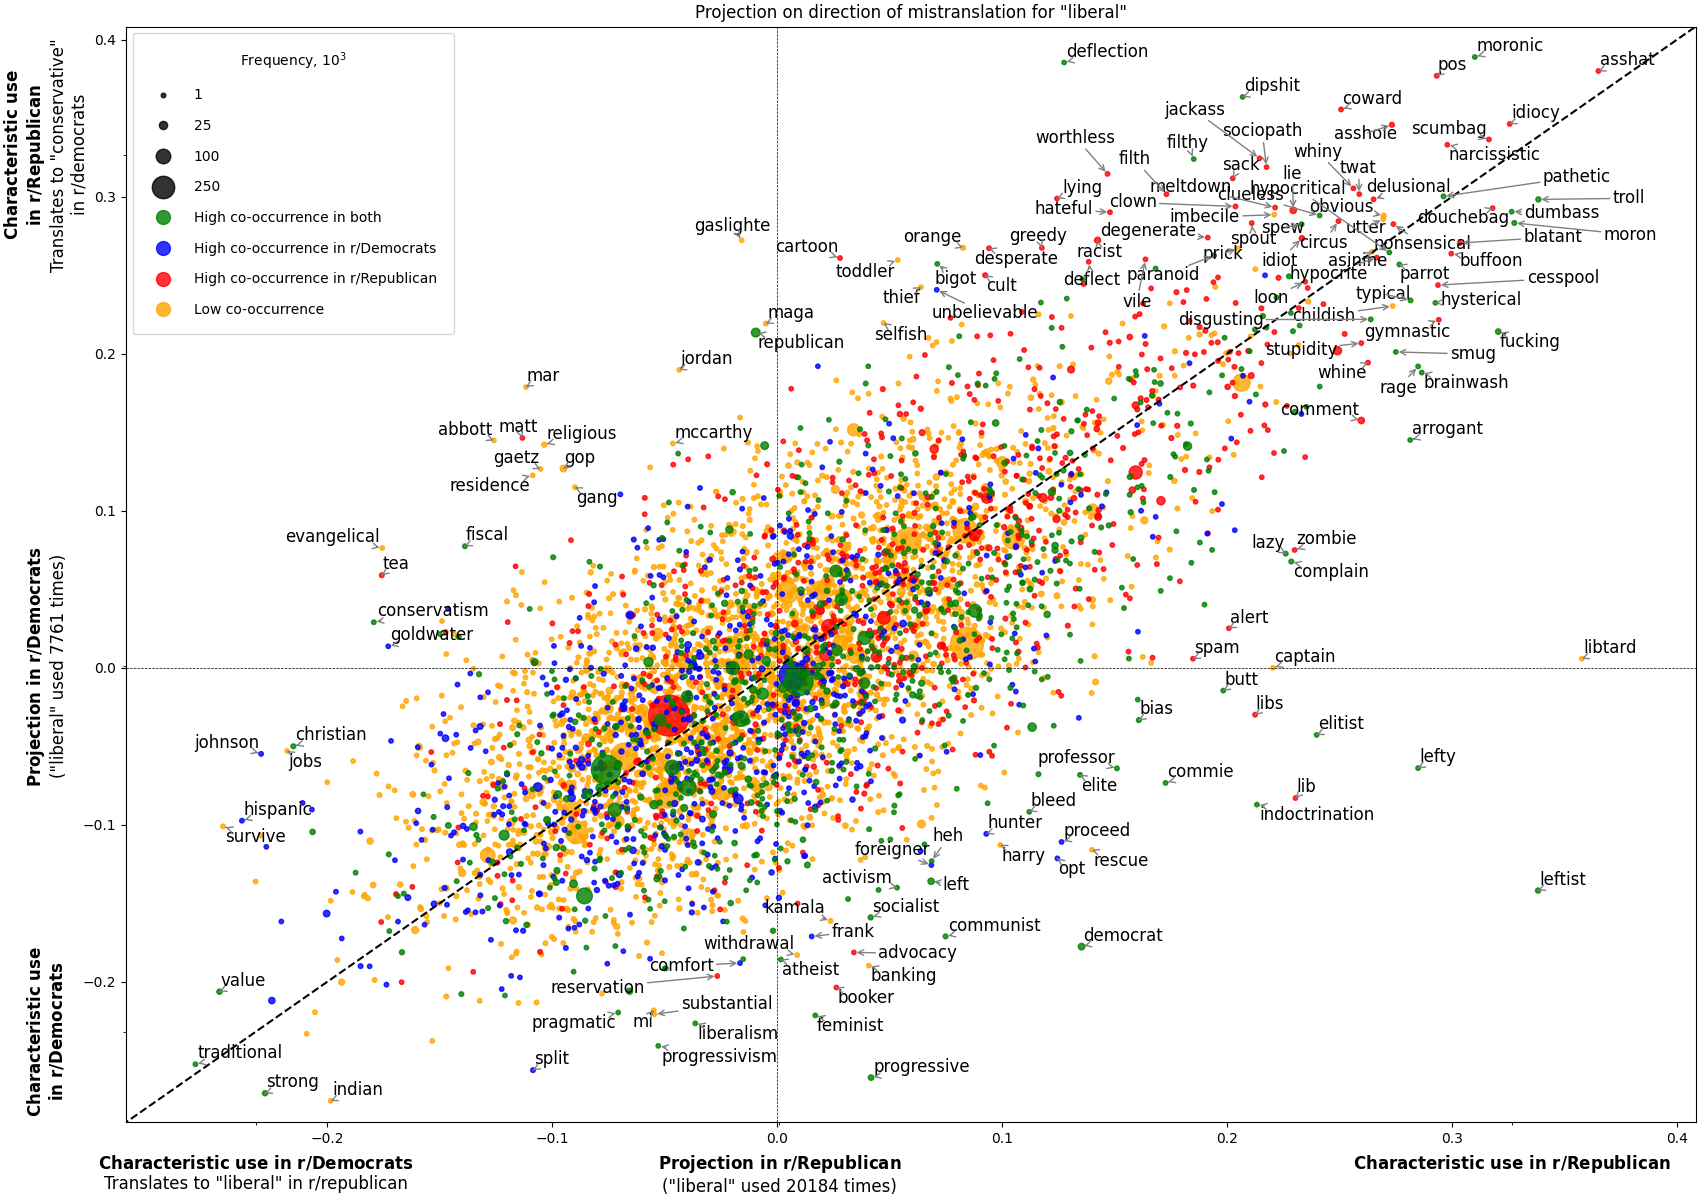 Projection on direction of mistranslation for "liberal"
Frequency, 10³
1
25
100
250
High co-occurrence in both
High co-occurrence in r/Democrats
High co-occurrence in r/Republican
Low co-occurrence
Characteristic use
in r/Republican
Translates to "conservative"
in r/democrats
Projection in r/Democrats
("liberal" used 7761 times)
Characteristic use
in r/Democrats
0.4
0.3
0.2
0.1
0.0
−0.1
−0.2
deflection
moronic
asshat
pos
dipshit
coward
jackass
idiocy
asshole
scumbag
sociopath
worthless
filthy
whiny
narcissistic
filth
sack
twat
lie
pathetic
lying
meltdown
clueless
hypocritical
delusional
troll
hateful
clown
imbecile
obvious
douchebag
dumbass
gaslighte
degenerate
spew
utter
moron
cartoon
orange
greedy
spout
circus
nonsensical
blatant
desperate
racist
prick
idiot
asinine
buffoon
toddler
bigot
cult
deflect
paranoid
hypocrite
parrot
cesspool
thief
unbelievable
vile
loon
typical
hysterical
maga
disgusting
childish
republican
selfish
gymnastic
fucking
jordan
stupidity
smug
mar
whine
rage
brainwash
abbott
matt
religious
mccarthy
comment
arrogant
gaetz
gop
residence
gang
evangelical
fiscal
lazy
zombie
tea
complain
conservatism
goldwater
alert
spam
captain
libtard
butt
libs
bias
elitist
johnson
christian
jobs
professor
elite
commie
lefty
lib
hispanic
survive
bleed
indoctrination
hunter
proceed
heh
foreigner
harry
opt
rescue
activism
left
leftist
kamala
socialist
frank
communist
democrat
withdrawal
advocacy
comfort
atheist
banking
value
reservation
booker
substantial
pragmatic
mi
liberalism
feminist
traditional
split
progressivism
progressive
strong
indian
−0.2
−0.1
0.0
0.1
0.2
0.3
0.4
Characteristic use in r/Democrats
Translates to "liberal" in r/republican
Projection in r/Republican
("liberal" used 20184 times)
Characteristic use in r/Republican